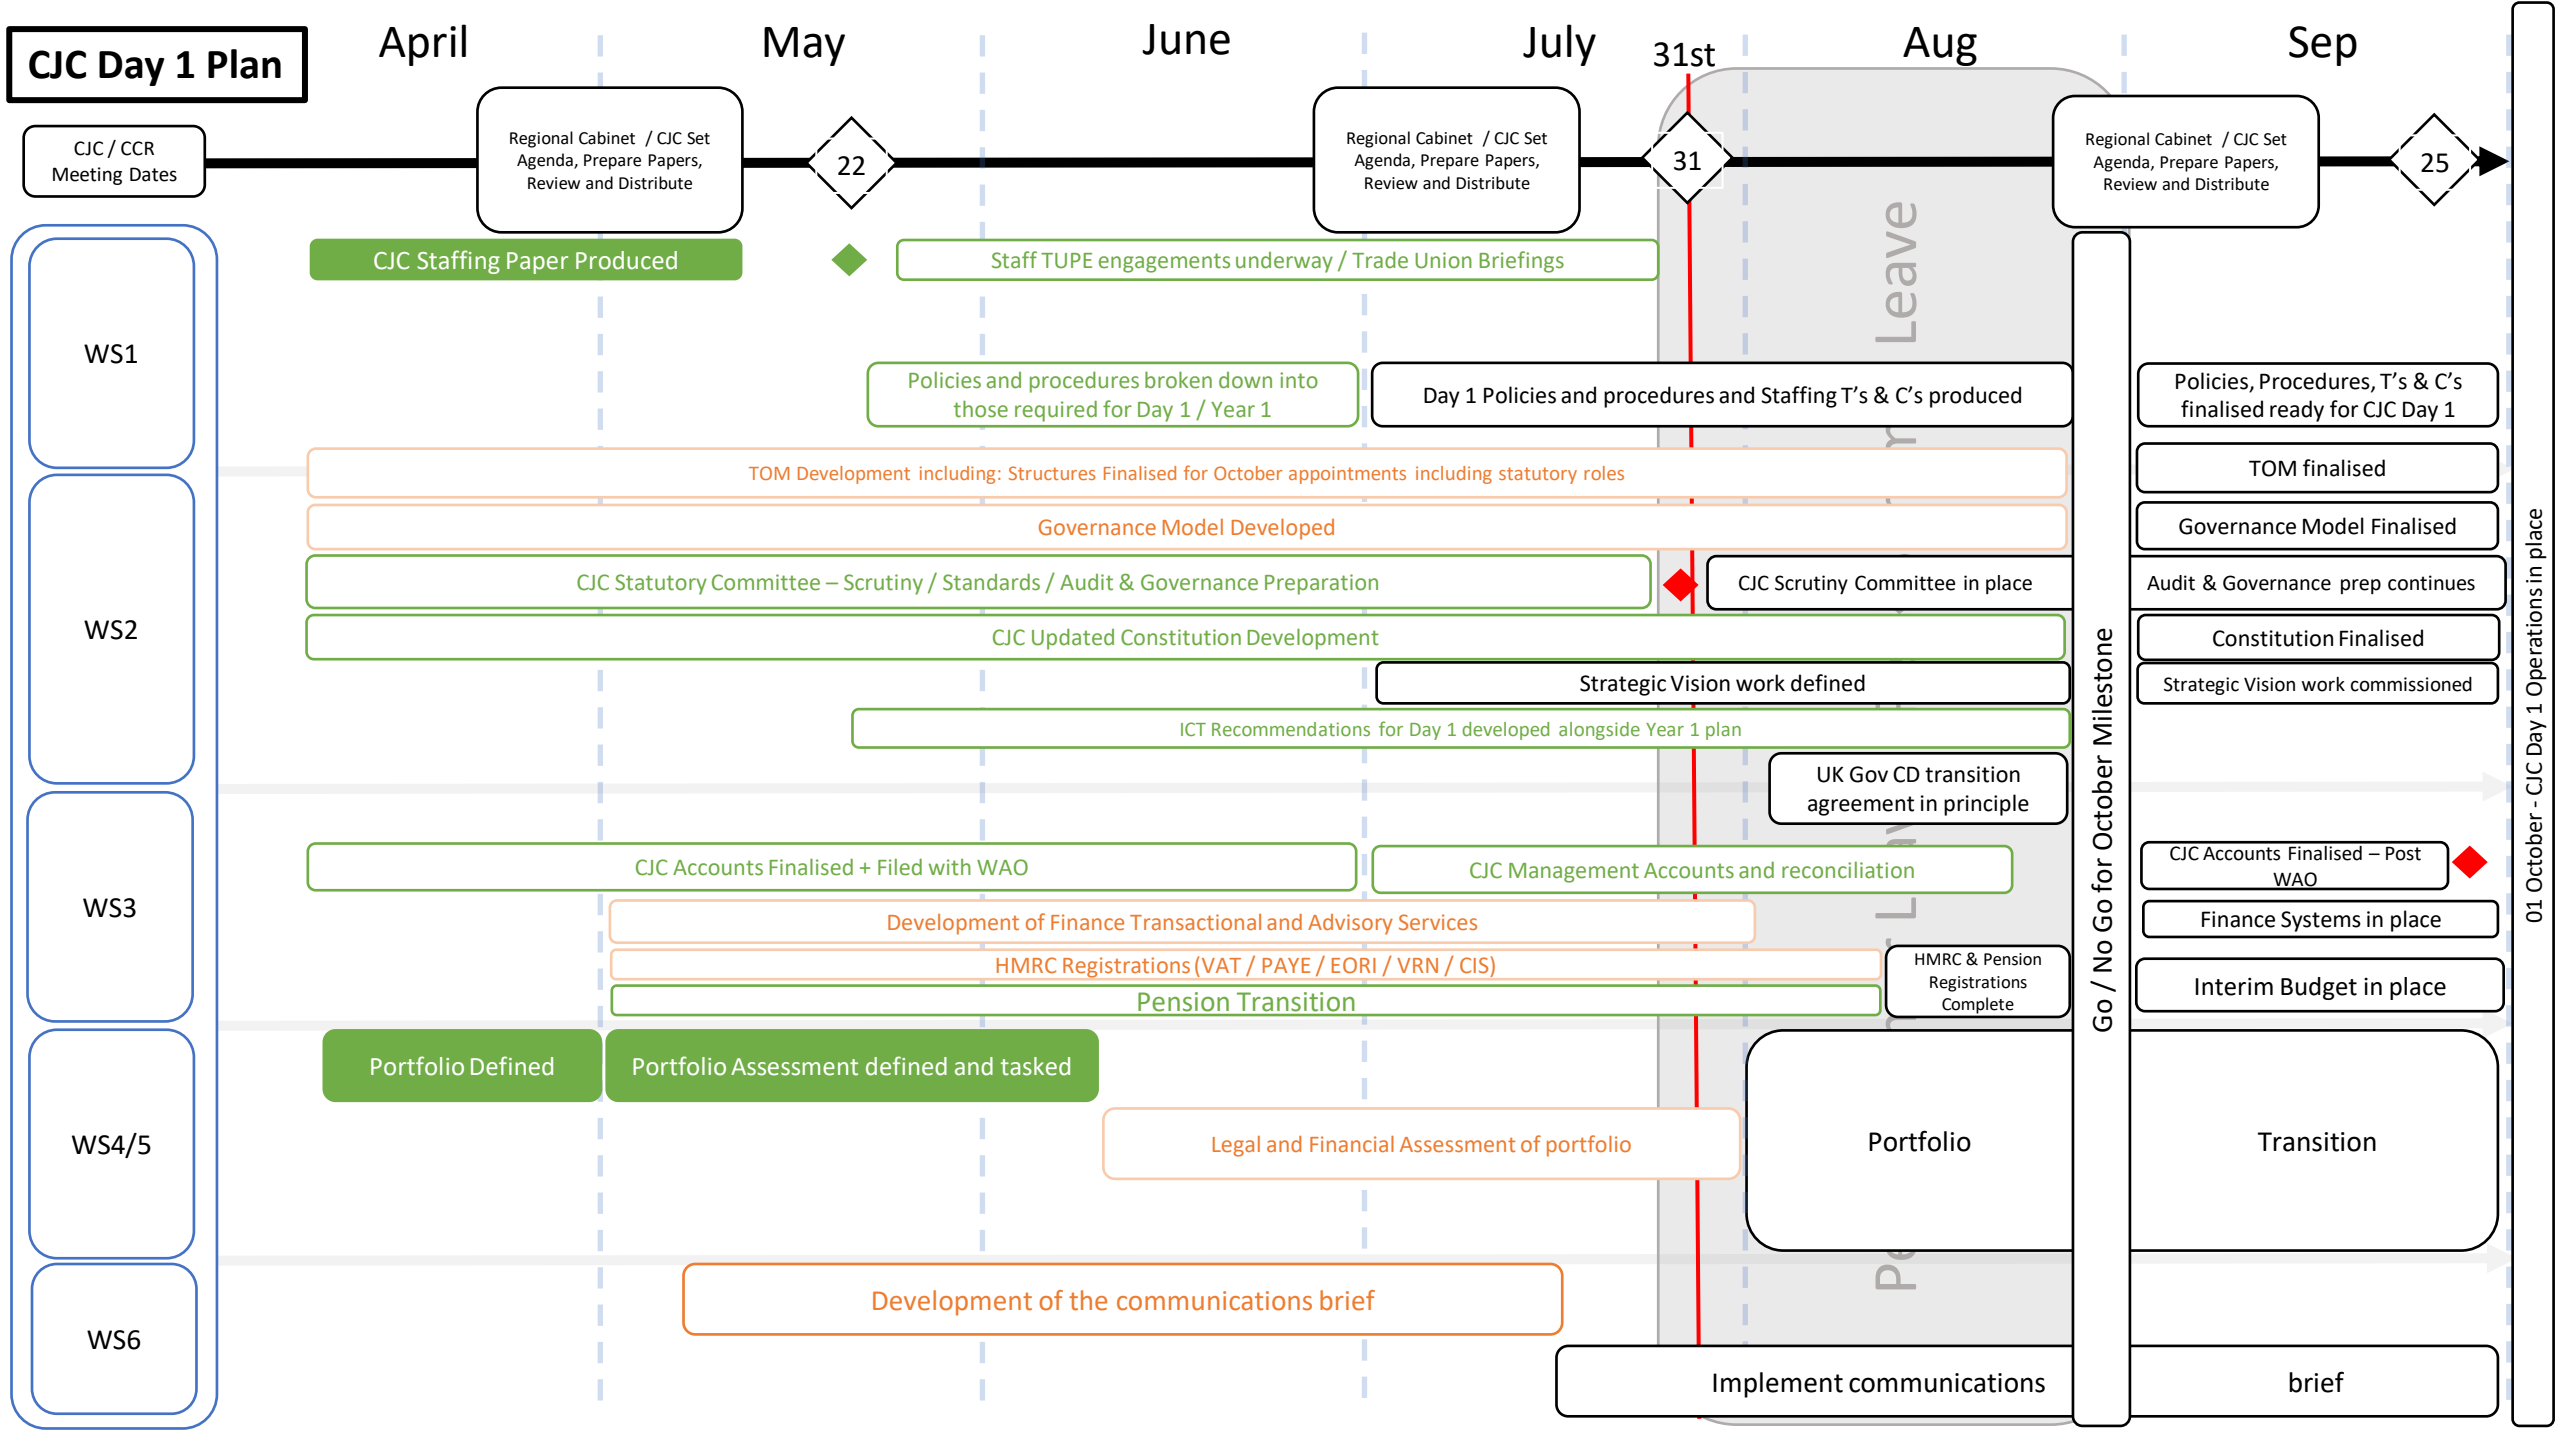 CJC Day 1 Plan
April
May
June
July
31st
Aug
Sep
CJC / CCR
Meeting Dates
Regional Cabinet / CJC Set
Agenda, Prepare Papers,
Review and Distribute
22
Regional Cabinet / CJC Set
Agenda, Prepare Papers,
Review and Distribute
31
Regional Cabinet / CJC Set
Agenda, Prepare Papers,
Review and Distribute
25
WS1
CJC Staffing Paper Produced
Staff TUPE engagements underway / Trade Union Briefings
Leave
Policies and procedures broken down into
those required for Day 1 / Year 1
Day 1 Policies and procedures and Staffing T's & C's produced
Policies, Procedures, T's & C's
finalised ready for CJC Day 1
WS2
TOM Development including: Structures Finalised for October appointments including statutory roles
TOM finalised
Governance Model Developed
Governance Model Finalised
CJC Statutory Committee – Scrutiny / Standards / Audit & Governance Preparation
CJC Scrutiny Committee in place
Audit & Governance prep continues
CJC Updated Constitution Development
Constitution Finalised
Strategic Vision work defined
Strategic Vision work commissioned
ICT Recommendations for Day 1 developed alongside Year 1 plan
UK Gov CD transition
agreement in principle
Go / No Go for October Milestone
01 October - CJC Day 1 Operations in place
WS3
CJC Accounts Finalised + Filed with WAO
CJC Management Accounts and reconciliation
CJC Accounts Finalised – Post
WAO
Development of Finance Transactional and Advisory Services
Finance Systems in place
HMRC Registrations (VAT / PAYE / EORI / VRN / CIS)
HMRC & Pension
Registrations
Complete
Pension Transition
Interim Budget in place
WS4/5
Portfolio Defined
Portfolio Assessment defined and tasked
Legal and Financial Assessment of portfolio
Portfolio
Transition
WS6
Development of the communications brief
Implement communications
brief